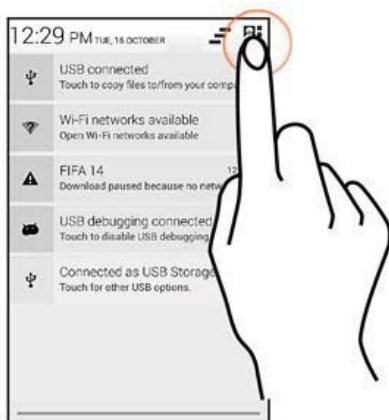 12:29 PM TUE, 15 OCTOBER
USB connected
Touch to copy files to/from your
Wi-Fi networks available
Open Wi-Fi networks available
FIFA 14
Download paused because no
USB debugging connected
Touch to disable USB debugging
Connected as USB Storage
Touch for other USB options.